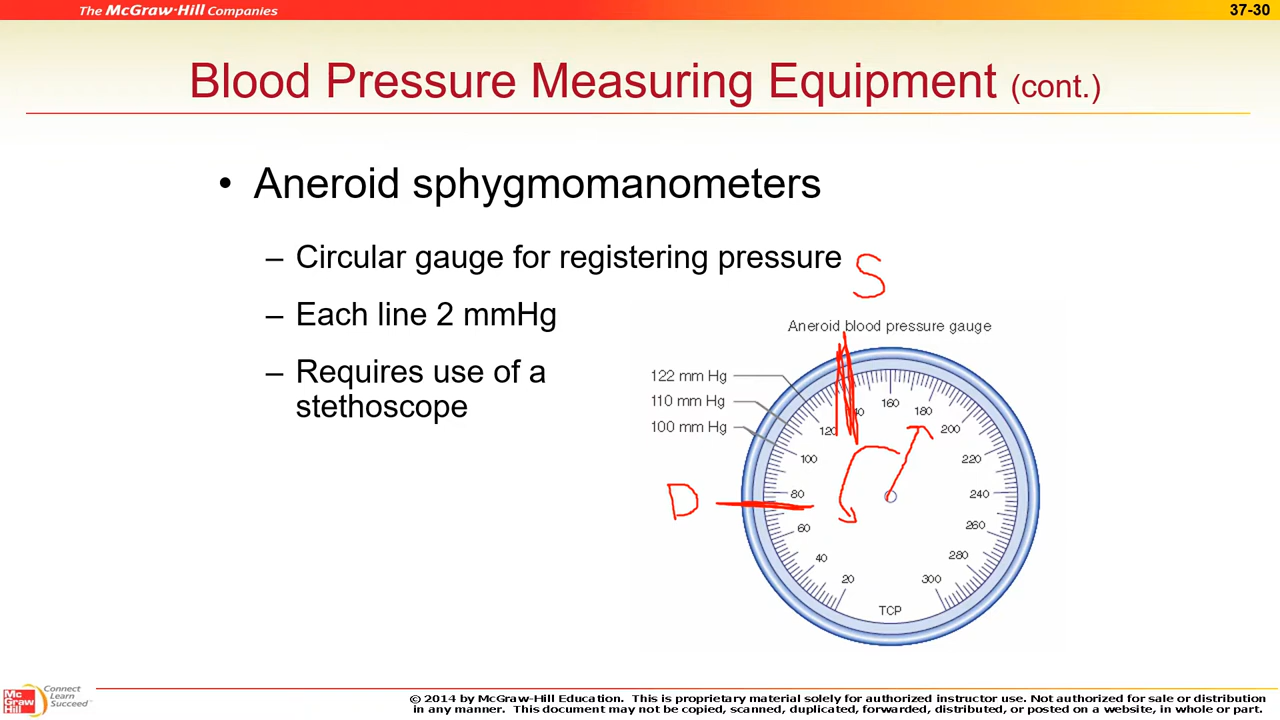 The McGraw-Hill Companies
37-30
Blood Pressure Measuring Equipment (cont.)
• Aneroid sphygmomanometers
– Circular gauge for registering pressure
S
– Each line 2 mmHg
– Requires use of a
stethoscope
Aneroid blood pressure gauge
122 mm Hg
110 mm Hg
100 mm Hg
D
20
40
60
80
100
120
160
180
200
220
240
260
280
300
TCP
Mc
Graw
Hill
Connect
Learn
Succeed™
© 2014 by McGraw-Hill Education. This is proprietary material solely for authorized instructor use. Not authorized for sale or distribution
in any manner. This document may not be copied, scanned, duplicated, forwarded, distributed, or posted on a website, in whole or part.